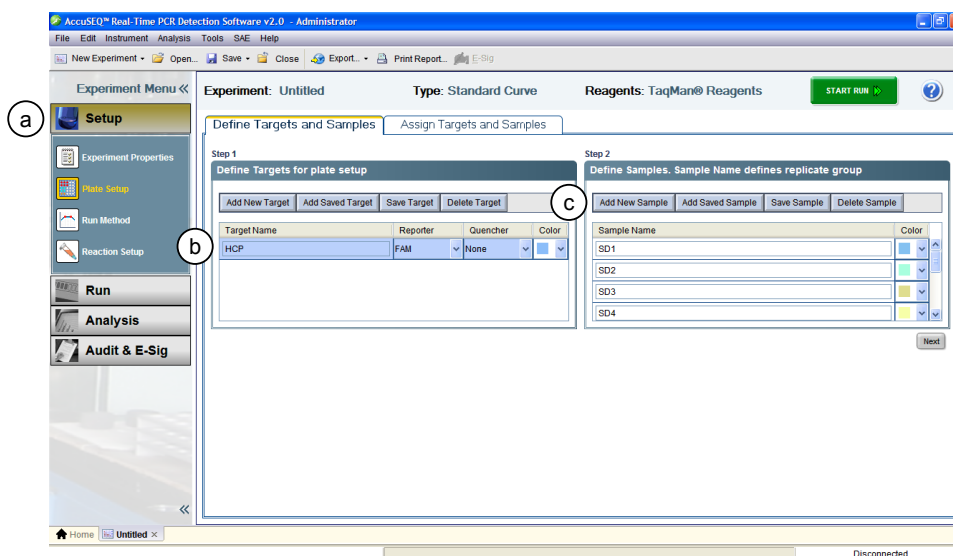 AccuSEQ™ Real-Time PCR Detection Software v2.0 - Administrator
File Edit Instrument Analysis Tools SAE Help
New Experiment Open... Save Close Export... Print Report... E-Sig
Experiment Menu «
Experiment: Untitled Type: Standard Curve Reagents: TaqMan® Reagents START RUN ?
a
Setup
Define Targets and Samples Assign Targets and Samples
Experiment Properties
Plate Setup
Run Method
Reaction Setup
Run
Analysis
Audit & E-Sig
«
Step 1
Define Targets for plate setup
Add New Target Add Saved Target Save Target Delete Target
Target Name Reporter Quencher Color
b
HCP FAM None
Step 2
Define Samples. Sample Name defines replicate group
c
Add New Sample Add Saved Sample Save Sample Delete Sample
Sample Name Color
SD1
SD2
SD3
SD4
Next
Home Untitled ×
Disconnected